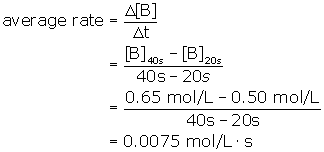 average rate = Δ[B] / Δt
= [B]40s − [B]20s / 40s − 20s
= 0.65 mol/L − 0.50 mol/L / 40s − 20s
= 0.0075 mol/L · s